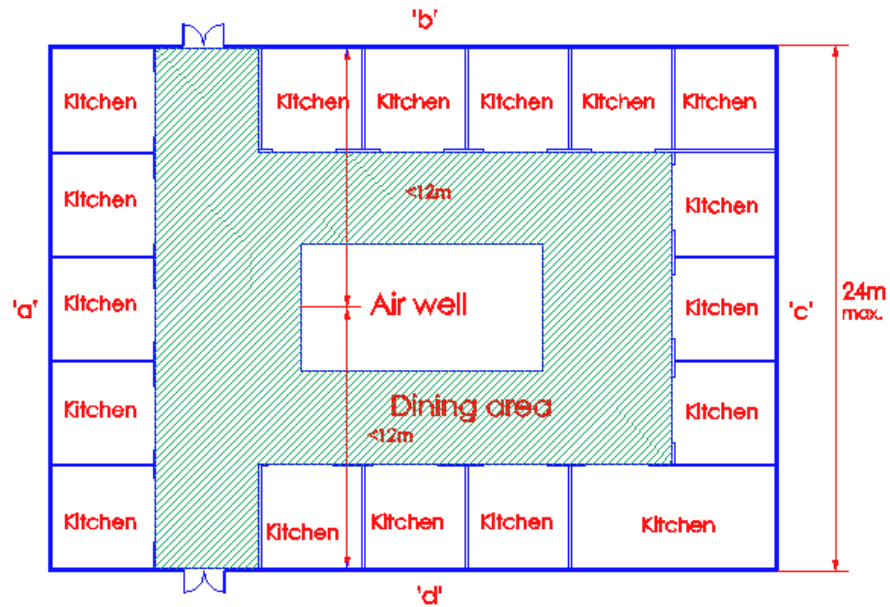 'b'
Kitchen
Kitchen
Kitchen
Kitchen
Kitchen
Kitchen
<12m
Kitchen
Kitchen
'a'
Kitchen
Air well
Kitchen
'c'
24m
max.
Kitchen
Dining area
Kitchen
<12m
Kitchen
Kitchen
Kitchen
Kitchen
Kitchen
'd'